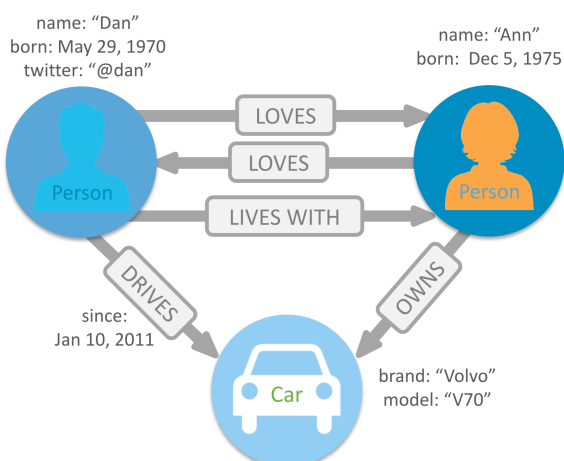 name: “Dan”
born: May 29, 1970
twitter: “@dan”
name: “Ann”
born: Dec 5, 1975
LOVES
LOVES
Person
Person
LIVES WITH
DRIVES
OWNS
since:
Jan 10, 2011
Car
brand: “Volvo”
model: “V70”